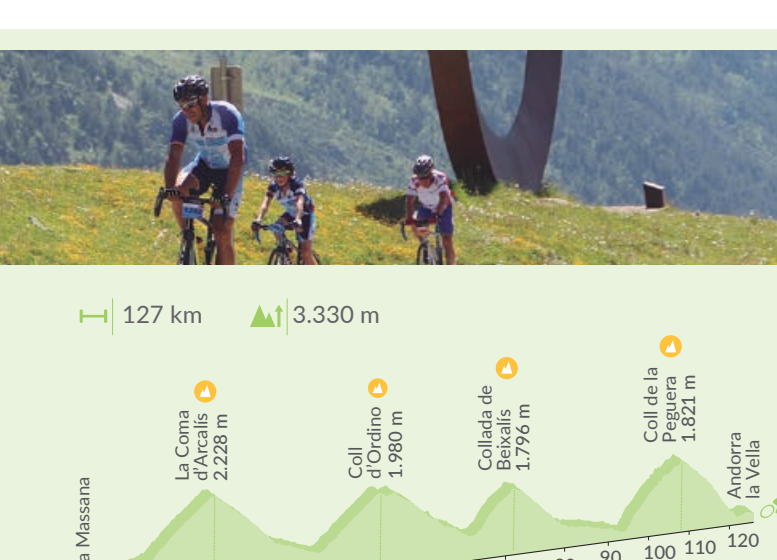 127 km
3.330 m
La Coma
d'Arcalís
2.228 m
Coll
d'Ordino
1.980 m
Collada de
Beixalís
1.796 m
Coll de la
Peguera
1.821 m
Andorra
la Vella
a Massana
90
100
110
120